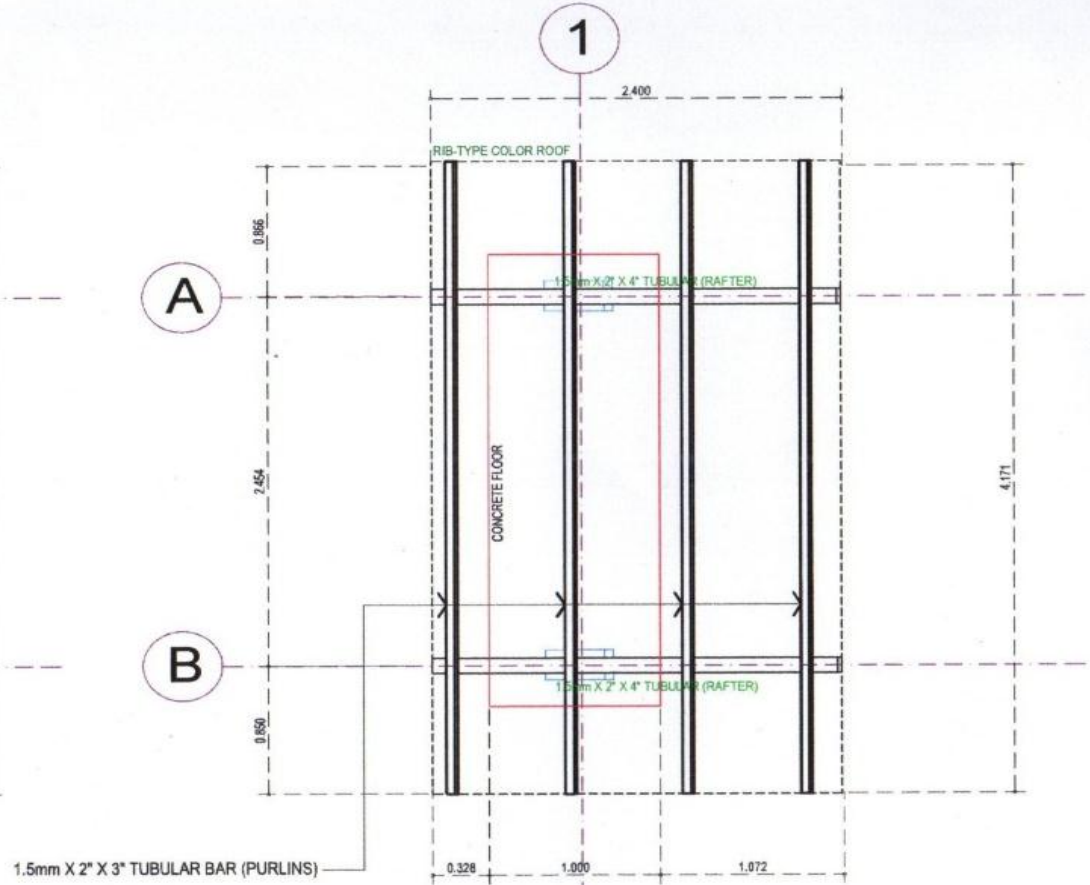 1
2.400
RIB-TYPE COLOR ROOF
0.866
A
1.5mm X 2" X 4" TUBULAR (RAFTER)
2.454
CONCRETE FLOOR
4.171
B
1.5mm X 2" X 4" TUBULAR (RAFTER)
0.850
1.5mm X 2" X 3" TUBULAR BAR (PURLINS)
0.328
1.000
1.072